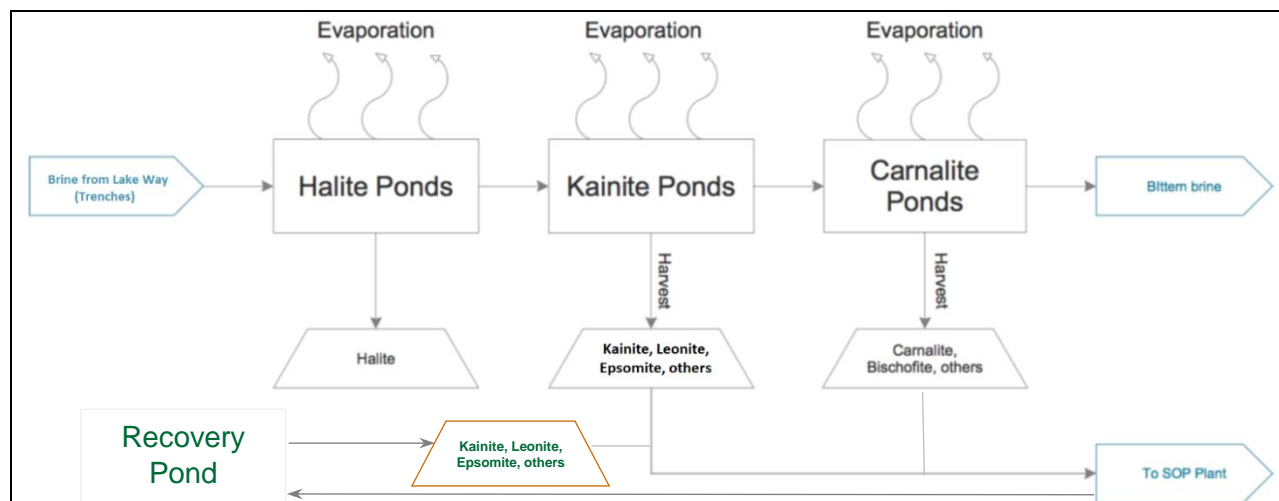 Evaporation
Evaporation
Evaporation
Brine from Lake Way
(Trenches)
Halite Ponds
Kainite Ponds
Carnalite
Ponds
BIttern brine
Harvest
Harvest
Halite
Kainite, Leonite,
Epsomite, others
Carnalite,
Bischofite, others
Recovery
Pond
Kainite, Leonite,
Epsomite, others
To SOP Plant